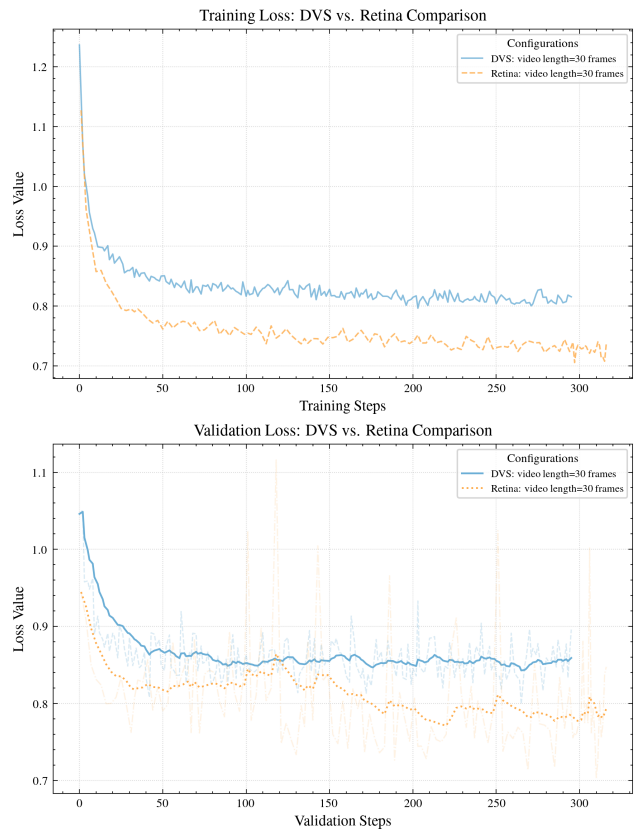 Training Loss: DVS vs. Retina Comparison
Configurations
DVS: video length=30 frames
Retina: video length=30 frames
Loss Value
1.2
1.1
1.0
0.9
0.8
0.7
0 50 100 150 200 250 300
Training Steps
Validation Loss: DVS vs. Retina Comparison
Configurations
DVS: video length=30 frames
Retina: video length=30 frames
Loss Value
1.1
1.0
0.9
0.8
0.7
0 50 100 150 200 250 300
Validation Steps